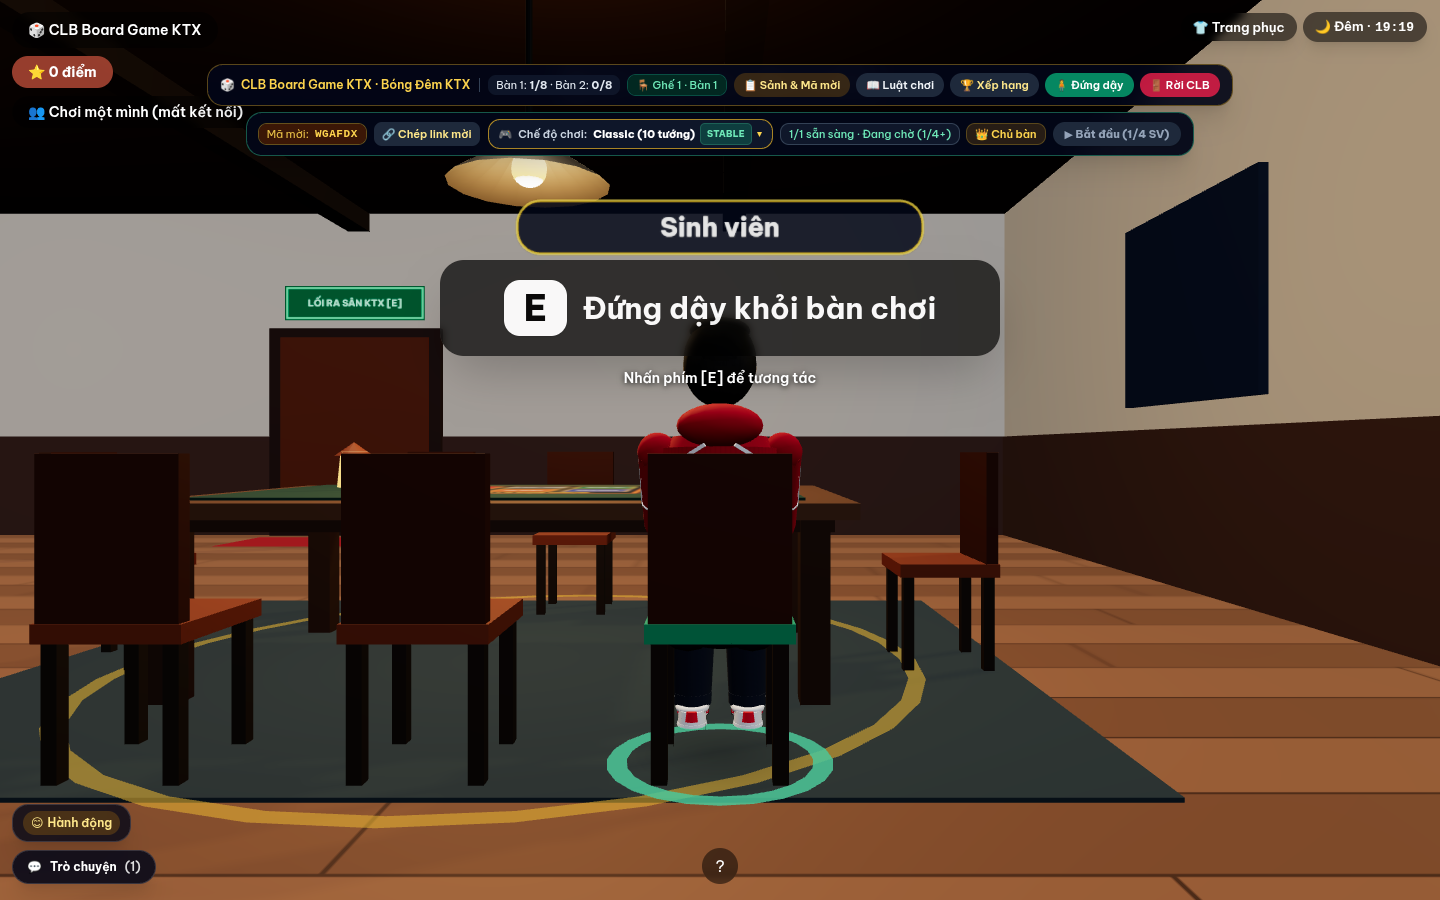 🎲 CLB Board Game KTX
👕 Trang phục
🌙 Đêm · 19:19
⭐ 0 điểm
👥 Chơi một mình (mất kết nối)
🎲 CLB Board Game KTX · Bóng Đêm KTX
Bàn 1: 1/8 · Bàn 2: 0/8
🪑 Ghế 1 · Bàn 1
📋 Sảnh & Mã mời
📖 Luật chơi
🏆 Xếp hạng
🧍 Đứng dậy
🚪 Rời CLB
Mã mời: WGAFDX
🔗 Chép link mời
🎮 Chế độ chơi: Classic (10 tướng) STABLE ▾
1/1 sẵn sàng · Đang chờ (1/4+)
👑 Chủ bàn
▶ Bắt đầu (1/4 SV)
Sinh viên
E Đứng dậy khỏi bàn chơi
Nhấn phím [E] để tương tác
LỐI RA SÂN KTX [E]
😊 Hành động
💬 Trò chuyện (1)
?